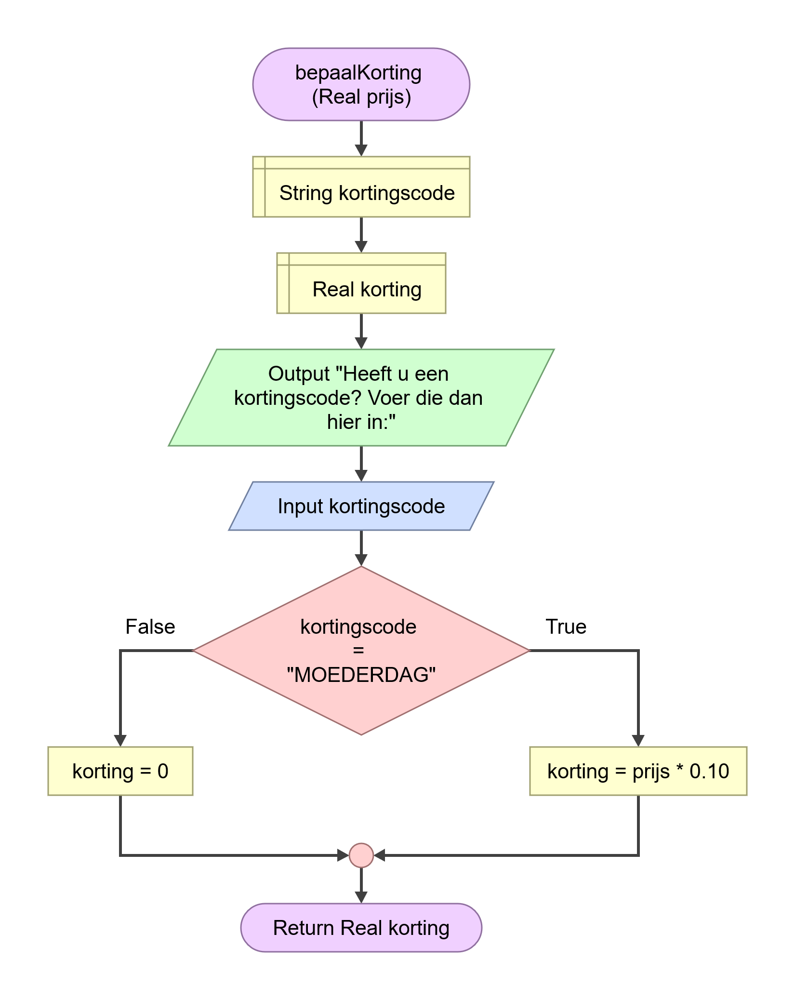 bepaalKorting
(Real prijs)
String kortingscode
Real korting
Output "Heeft u een
kortingscode? Voer die dan
hier in:"
Input kortingscode
False
True
kortingscode
=
"MOEDERDAG"
korting = 0
korting = prijs * 0.10
Return Real korting